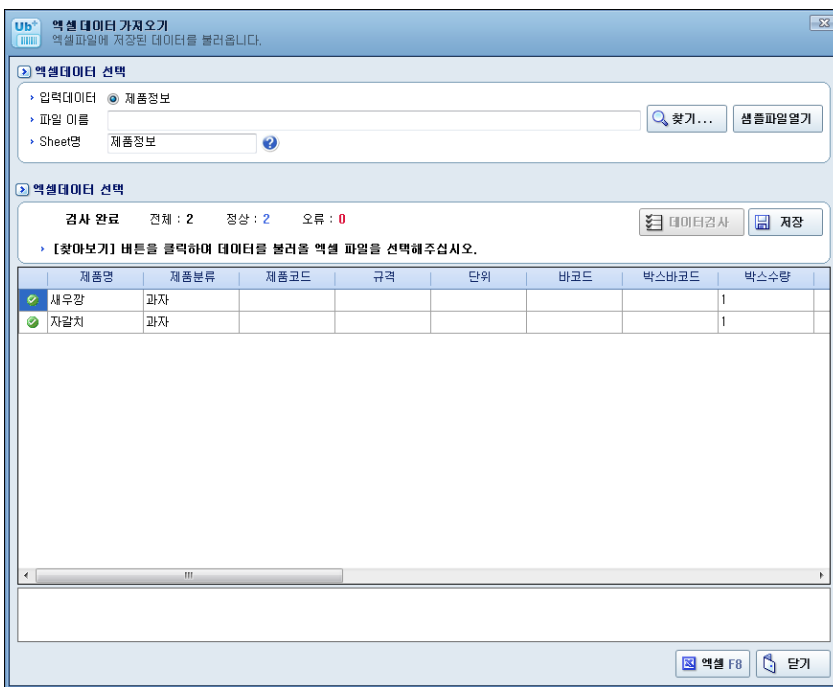 Ub+ 엑셀 데이터 가져오기
엑셀파일에 저장된 데이터를 불러옵니다.
엑셀데이터 선택
입력데이터 제품정보
파일 이름 찾기... 샘플파일열기
Sheet명 제품정보
엑셀데이터 선택
검사 완료 전체 : 2 정상 : 2 오류 : 0 데이터검사 저장
[찾아보기] 버튼을 클릭하여 데이터를 불러올 엑셀 파일을 선택해주십시오.
제품명 제품분류 제품코드 규격 단위 바코드 박스바코드 박스수량
새우깡 과자 1
자갈치 과자 1
엑셀 F8 닫기